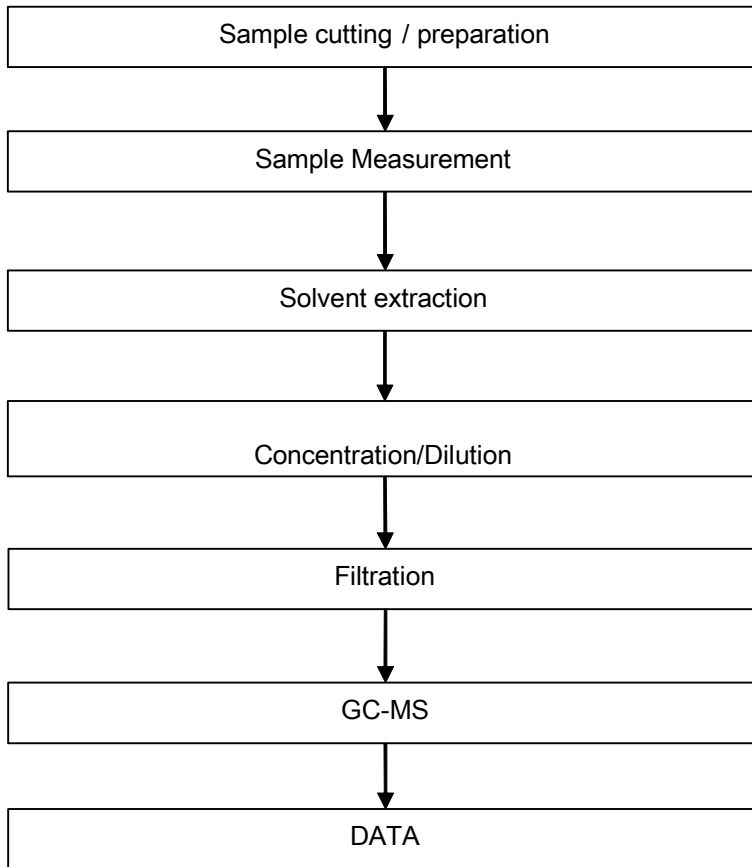 Sample cutting / preparation
Sample Measurement
Solvent extraction
Concentration/Dilution
Filtration
GC-MS
DATA